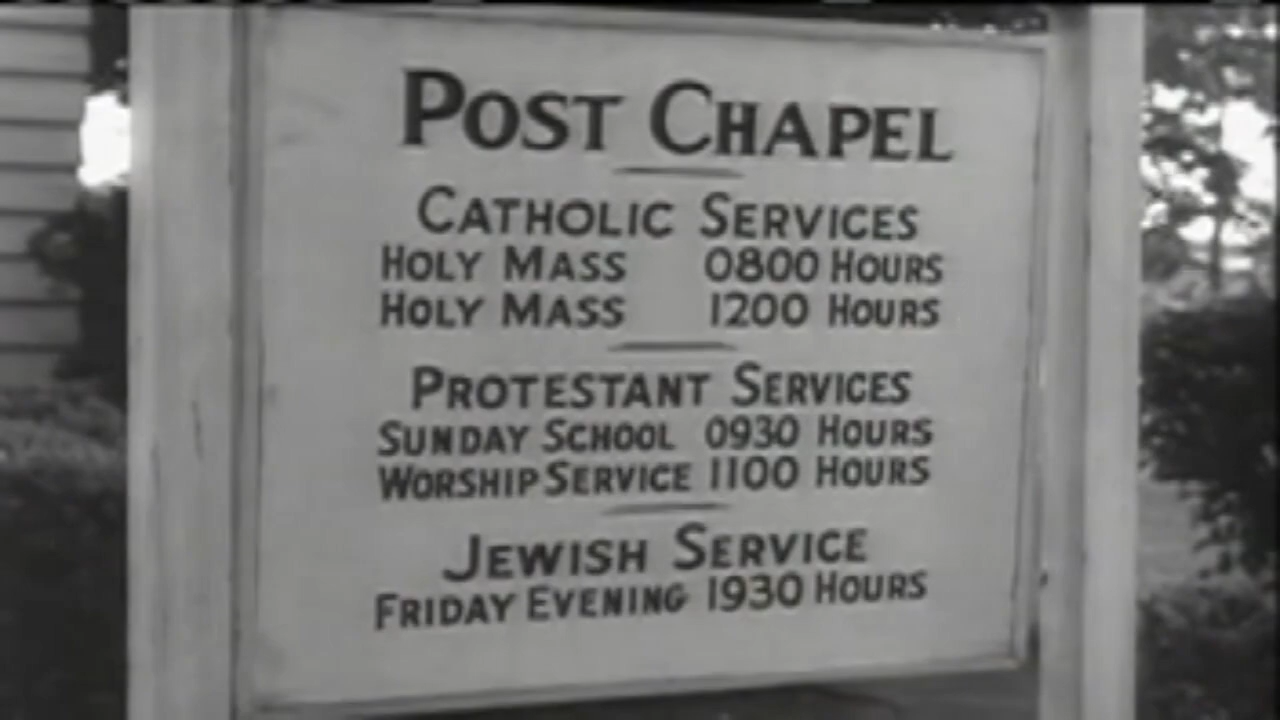 POST CHAPEL
CATHOLIC SERVICES
HOLY MASS 0800 HOURS
HOLY MASS 1200 HOURS
PROTESTANT SERVICES
SUNDAY SCHOOL 0930 HOURS
WORSHIP SERVICE 1100 HOURS
JEWISH SERVICE
FRIDAY EVENING 1930 HOURS